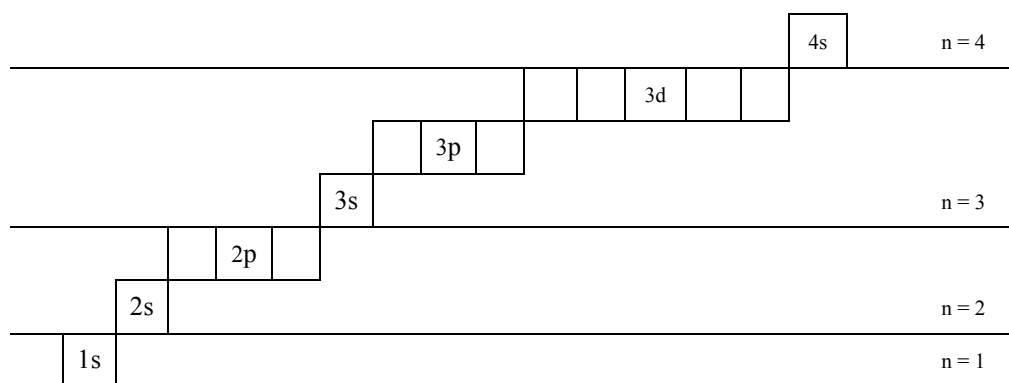 4s n = 4
3d
3p
3s n = 3
2p
2s n = 2
1s n = 1